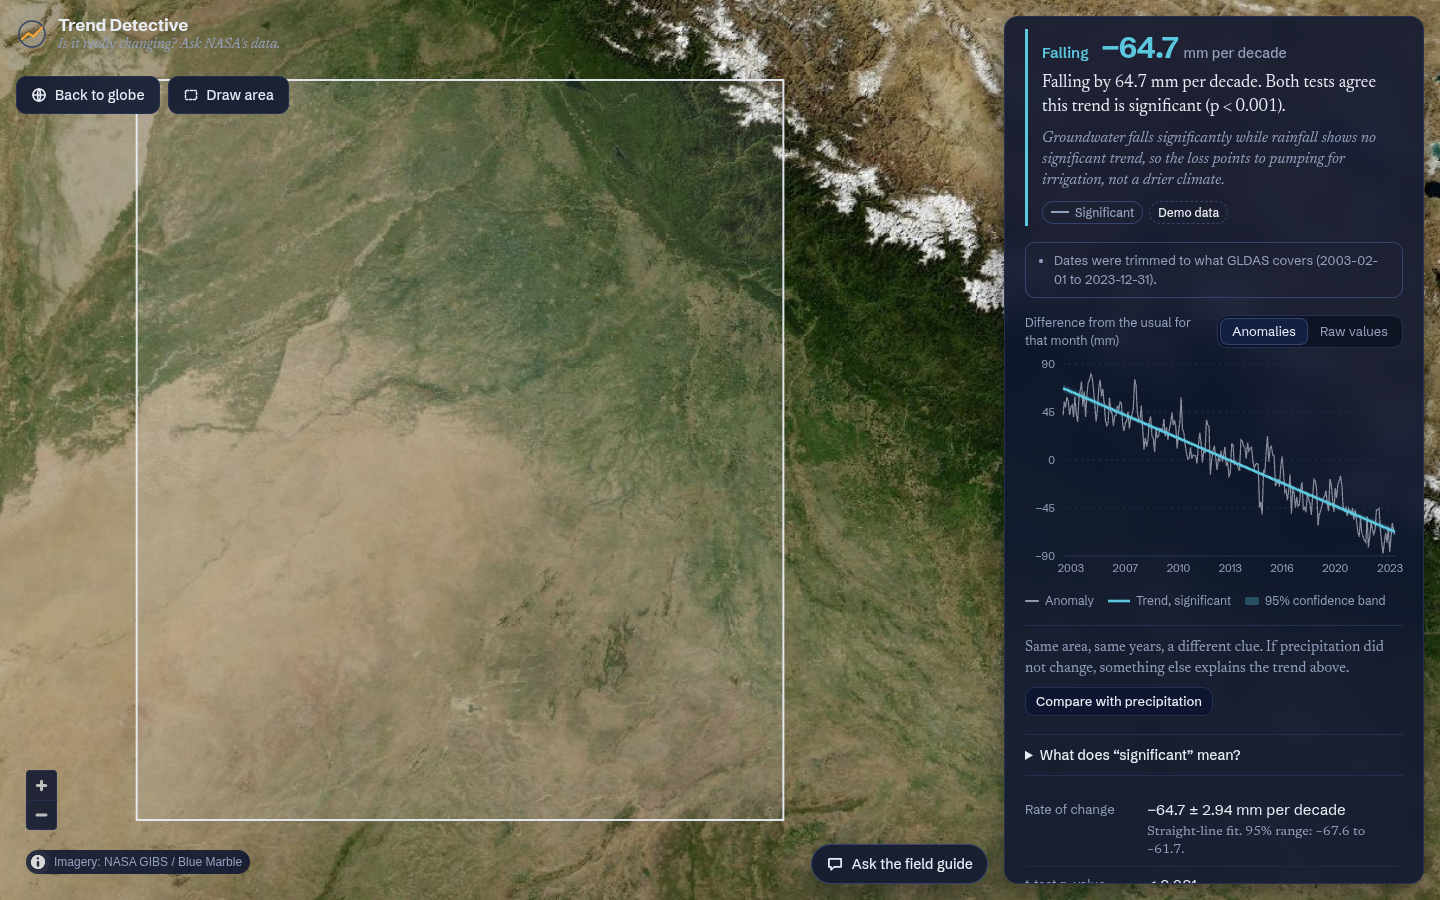 Trend Detective
Is it really changing? Ask NASA's data.
Back to globe
Draw area
Falling −64.7 mm per decade
Falling by 64.7 mm per decade. Both tests agree
this trend is significant (p < 0.001).
Groundwater falls significantly while rainfall shows no
significant trend, so the loss points to pumping for
irrigation, not a drier climate.
Significant
Demo data
• Dates were trimmed to what GLDAS covers (2003-02-
01 to 2023-12-31).
Difference from the usual for
that month (mm)
Anomalies
Raw values
90
45
0
−45
−90
2003 2007 2010 2013 2016 2020 2023
Anomaly
Trend, significant
95% confidence band
Same area, same years, a different clue. If precipitation did
not change, something else explains the trend above.
Compare with precipitation
What does “significant” mean?
Rate of change
−64.7 ± 2.94 mm per decade
Straight-line fit. 95% range: −67.6 to
−61.7.
+
−
Imagery: NASA GIBS / Blue Marble
Ask the field guide